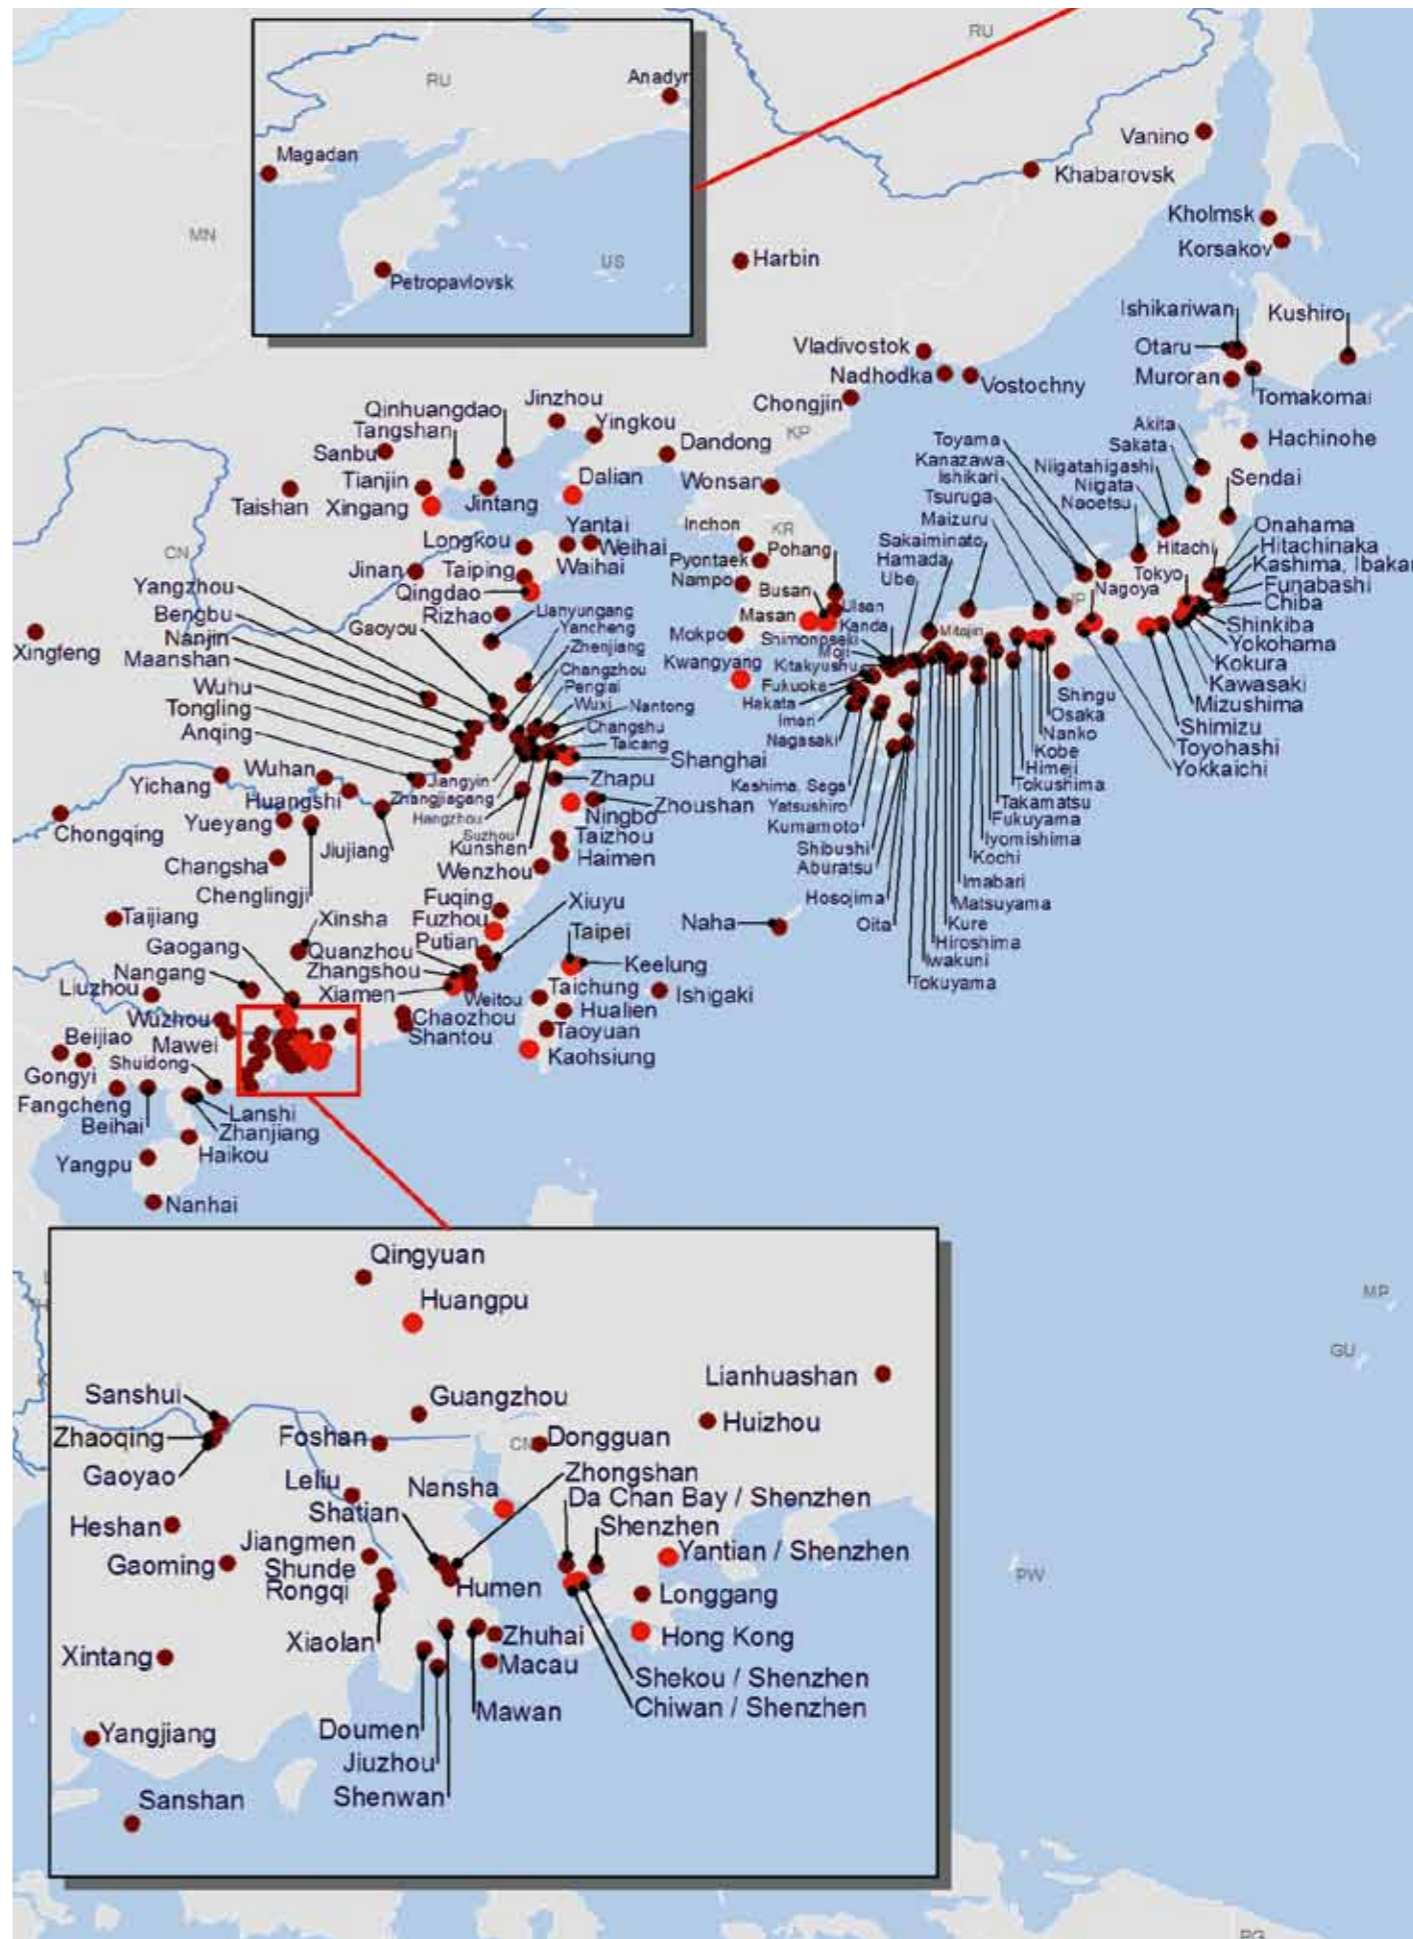 RU
RU
Anadyr
Magadan
MN
US
Petropavlovsk
Vanino
Khabarovsk
Kholmsk
Korsakov
Harbin
Ishikariwan
Kushiro
Otaru
Muroran
Tomakomai
Vladivostok
Nadhodka
Vostochny
Chongjin
KP
Jinzhou
Qinhuangdao
Tangshan
Yingkou
Sanbu
Dandong
Tianjin
Dalian
Wonsan
Taishan
Xingang
Jintang
Akita
Hachinohe
Toyama
Sakata
Kanazawa
Niigatahigashi
Ishikari
Niigata
Sendai
Tsuruga
Naoetsu
Maizuru
Inchon
KR
Yantai
Onahama
CN
Longkou
Weihai
Pohang
Sakaiminato
Hitachi
Hitachinaka
Waihai
Pyontaek
Hamada
Kashima, Ibakar
Jinan
Taiping
Nampo
Ube
Tokyo
Funabashi
Yangzhou
Qingdao
Busan
Nagoya
JP
Chiba
Bengbu
Rizhao
Lianyungang
Masan
Ulsan
Shinkiba
Nanjin
Gaoyou
Yancheng
Kanda
Mokpo
Shimonoseki
Mitajiri
Yokohama
Xingfeng
Maanshan
Zhenjiang
Moji
Kokura
Wuhu
Changzhou
Kwangyang
Kitakyushu
Kawasaki
Tongling
Penglai
Fukuoka
Shingu
Mizushima
Anqing
Wuxi
Nantong
Hakata
Osaka
Shimizu
Changshu
Imari
Nanko
Toyohashi
Taicang
Nagasaki
Kobe
Yokkaichi
Shanghai
Himeji
Yichang
Wuhan
Jiangyin
Zhapu
Kashima, Saga
Tokushima
Huangshi
Zhangjiagang
Zhoushan
Yatsushiro
Takamatsu
Chongqing
Yueyang
Hangzhou
Ningbo
Kumamoto
Fukuyama
Suzhou
Taizhou
Iyomishima
Jiujiang
Kunshan
Haimen
Shibushi
Kochi
Changsha
Wenzhou
Aburatsu
Imabari
Chenglingji
Fuqing
Xiuyu
Hosojima
Matsuyama
Taijiang
Xinsha
Fuzhou
Naha
Oita
Kure
Gaogang
Quanzhou
Putian
Taipei
Hiroshima
Nangang
Zhangshou
Keelung
Iwakuni
Liuzhou
Xiamen
Weitou
Taichung
Ishigaki
Tokuyama
Wuzhou
Chaozhou
Hualien
Beijiao
Mawei
Shantou
Taoyuan
Shuidong
Kaohsiung
Gongyi
Fangcheng
Lanshi
Beihai
Zhanjiang
Yangpu
Haikou
Nanhai
Qingyuan
Huangpu
MP
GU
Lianhuashan
Sanshui
Guangzhou
Huizhou
Zhaoqing
Foshan
CN
Dongguan
Gaoyao
Leliu
Nansha
Zhongshan
Shatian
Da Chan Bay / Shenzhen
Heshan
Jiangmen
Shenzhen
Gaoming
Shunde
Yantian / Shenzhen
Rongqi
Humen
Longgang
PW
Xiaolan
Zhuhai
Hong Kong
Xintang
Macau
Shekou / Shenzhen
Mawan
Chiwan / Shenzhen
Yangjiang
Doumen
Jiuzhou
Sanshan
Shenwan
PG